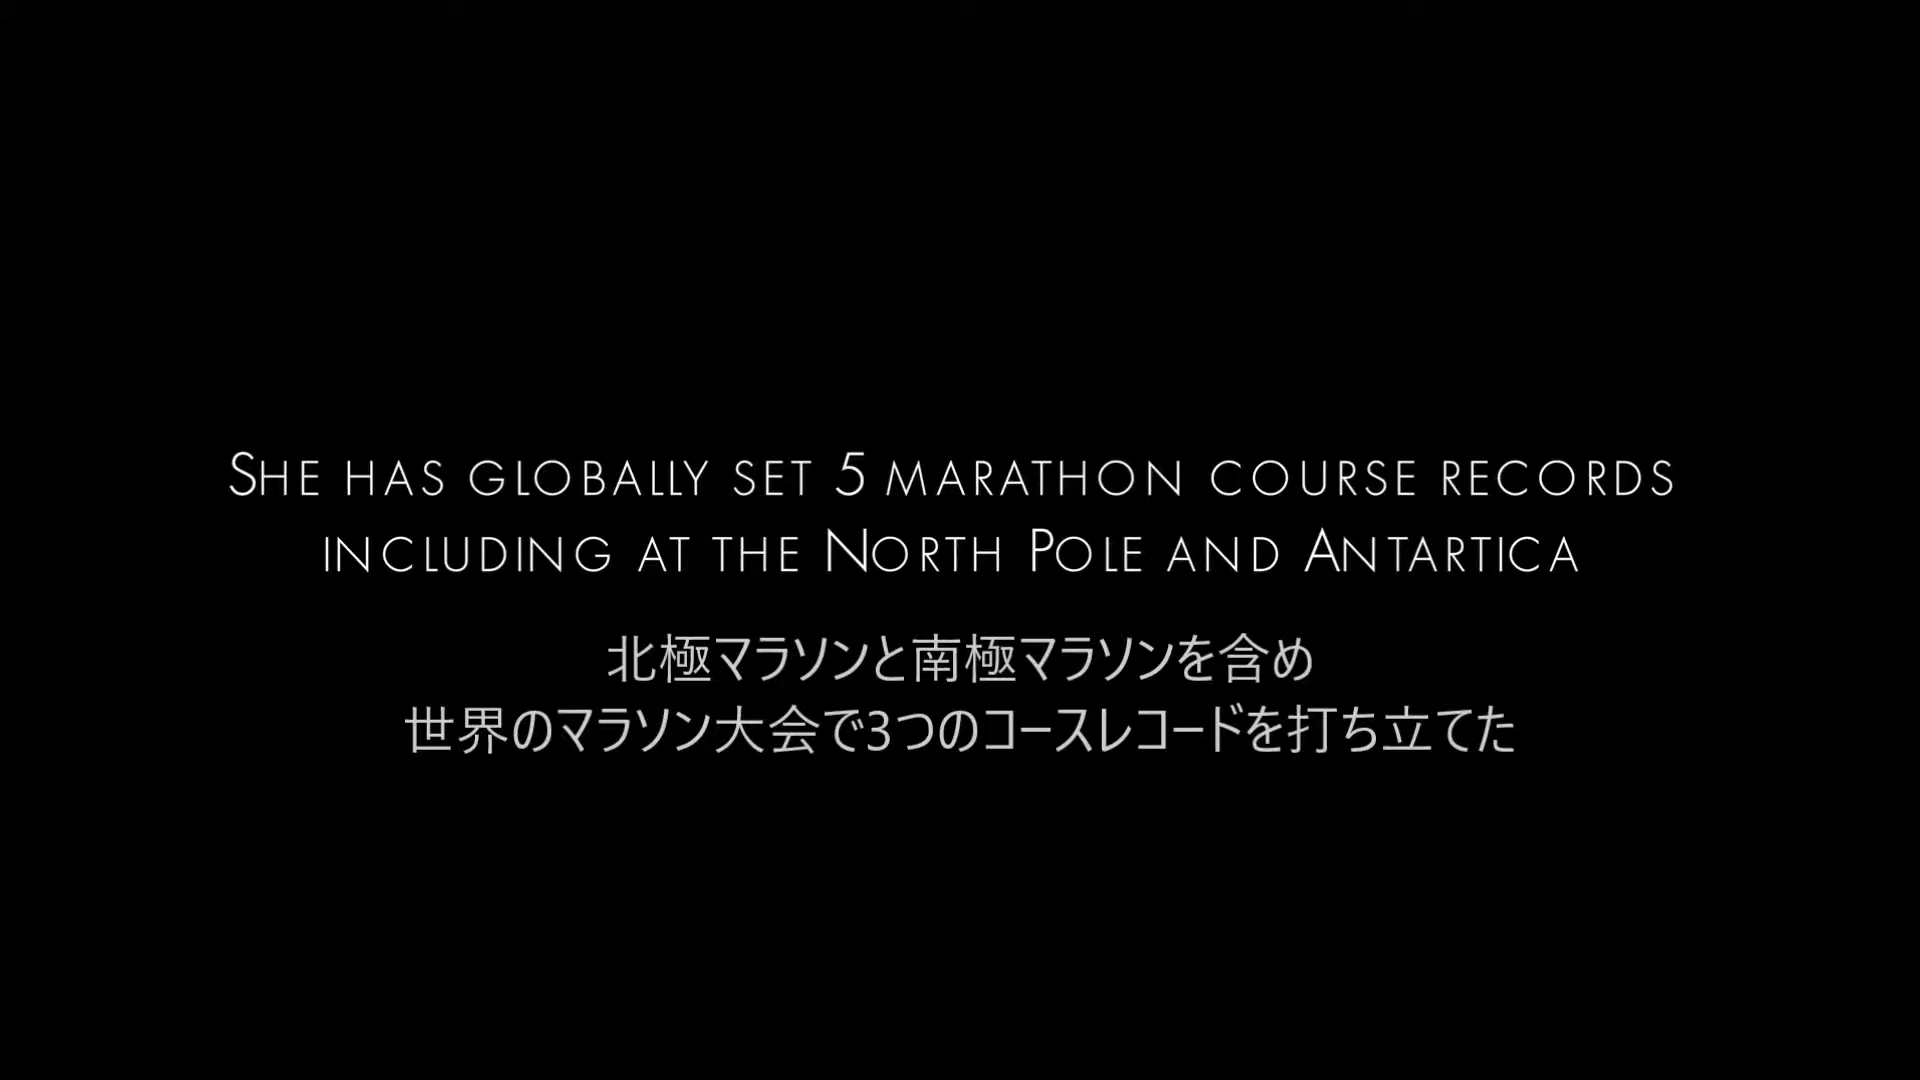 She has globally set 5 marathon course records
including at the North Pole and Antartica
北極マラソンと南極マラソンを含め
世界のマラソン大会で3つのコースレコードを打ち立てた